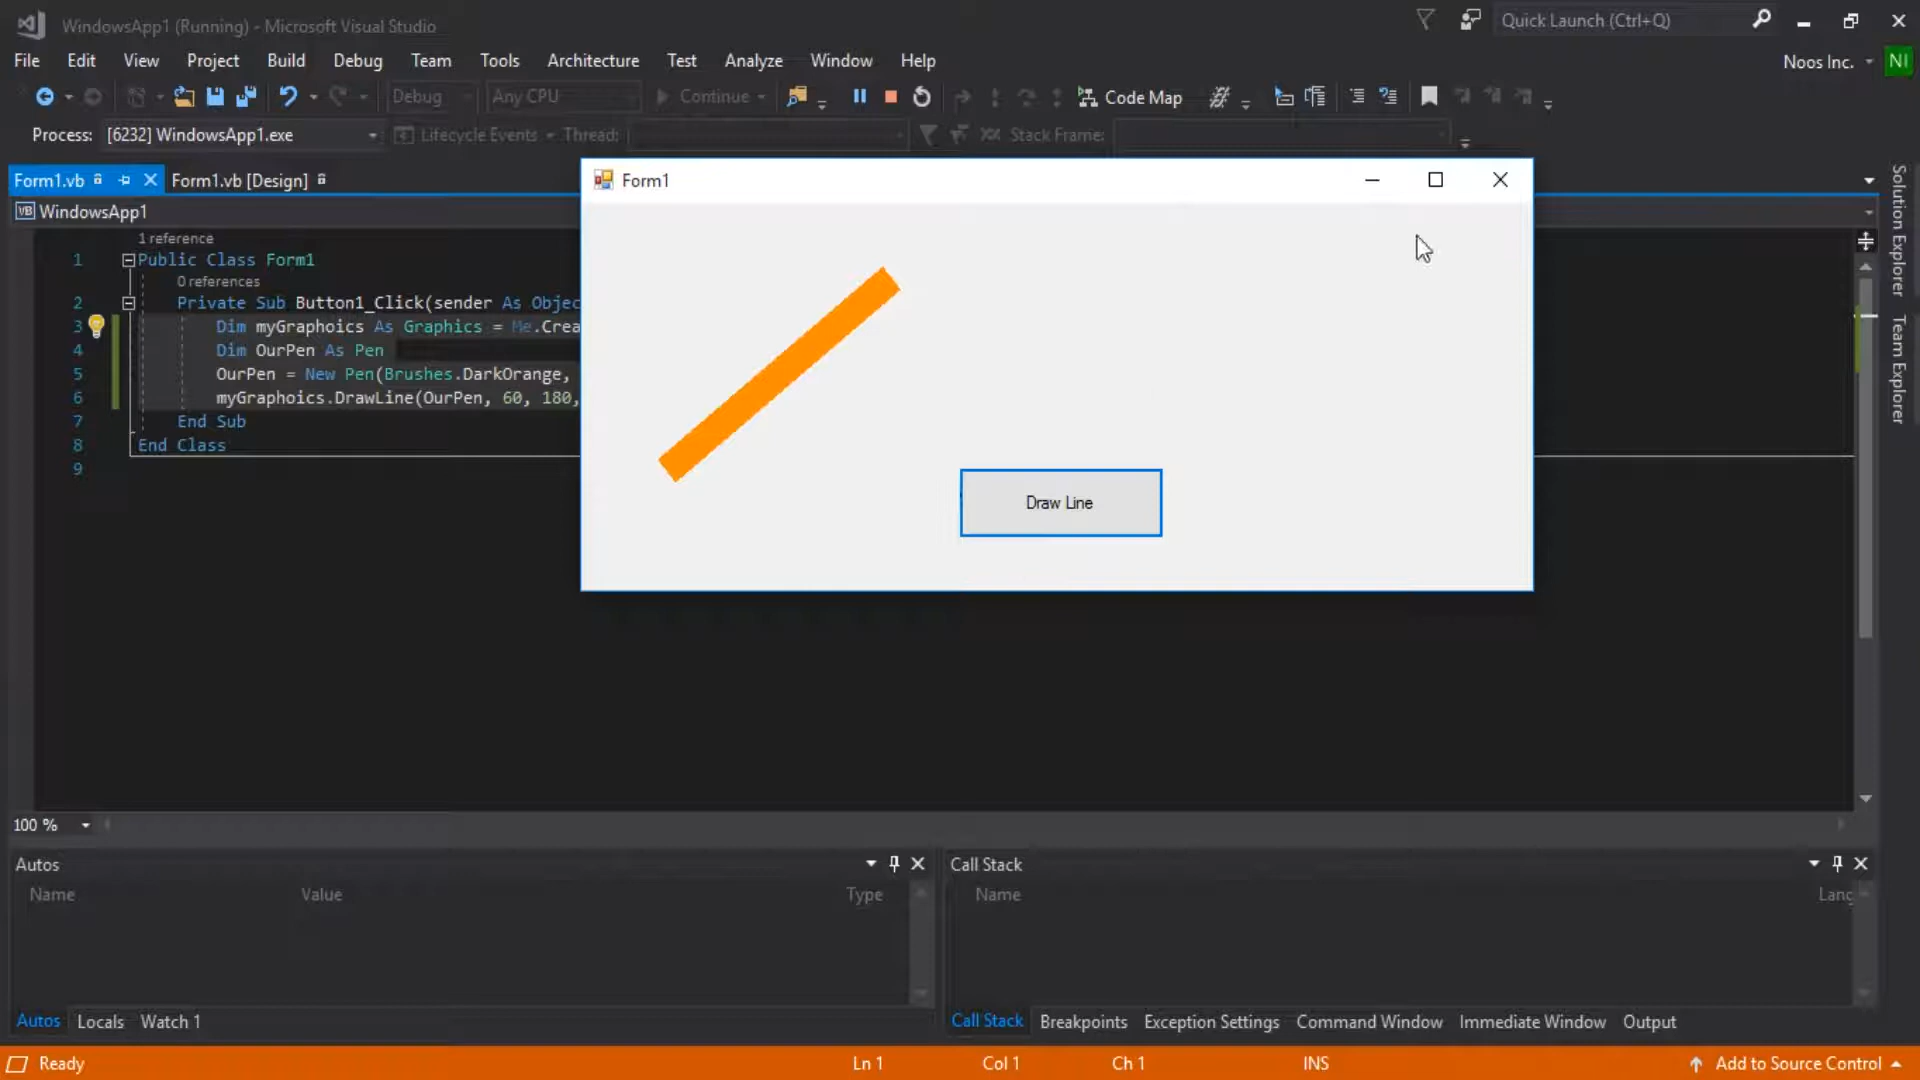 WindowsApp1 (Running) - Microsoft Visual Studio
Quick Launch (Ctrl+Q)
File Edit View Project Build Debug Team Tools Architecture Test Analyze Window Help
Noos Inc. NI
Debug Any CPU Continue Code Map
Process: [6232] WindowsApp1.exe Lifecycle Events Thread: Stack Frame:
Form1.vb Form1.vb [Design]
Form1
VB WindowsApp1
1 reference
1 Public Class Form1
0 references
2 Private Sub Button1_Click(sender As Objec
3 Dim myGraphoics As Graphics = Me.Crea
4 Dim OurPen As Pen
5 OurPen = New Pen(Brushes.DarkOrange,
6 myGraphoics.DrawLine(OurPen, 60, 180,
7 End Sub
8 End Class
9
Draw Line
Solution Explorer
Team Explorer
100 %
Autos
Name Value Type
Call Stack
Name Lang
Autos Locals Watch 1
Call Stack Breakpoints Exception Settings Command Window Immediate Window Output
Ready Ln 1 Col 1 Ch 1 INS Add to Source Control